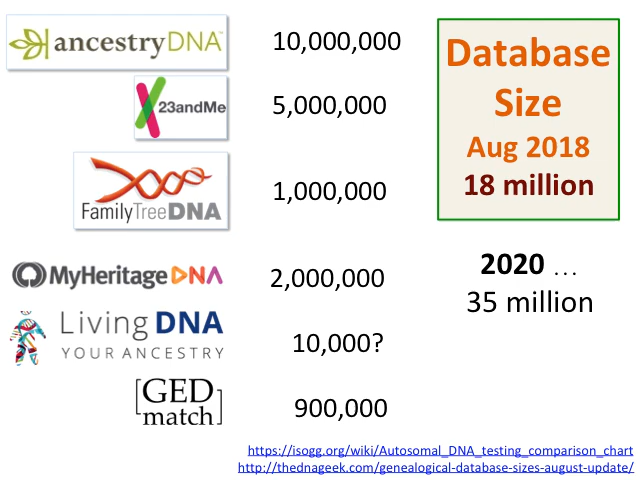 ancestryDNA 10,000,000
23andMe 5,000,000
FamilyTreeDNA 1,000,000
MyHeritage DNA 2,000,000
Living DNA
YOUR ANCESTRY
10,000?
[GED
match]
900,000
Database
Size
Aug 2018
18 million
2020 ...
35 million
https://isogg.org/wiki/Autosomal_DNA_testing_comparison_chart
http://thednageek.com/genealogical-database-sizes-august-update/